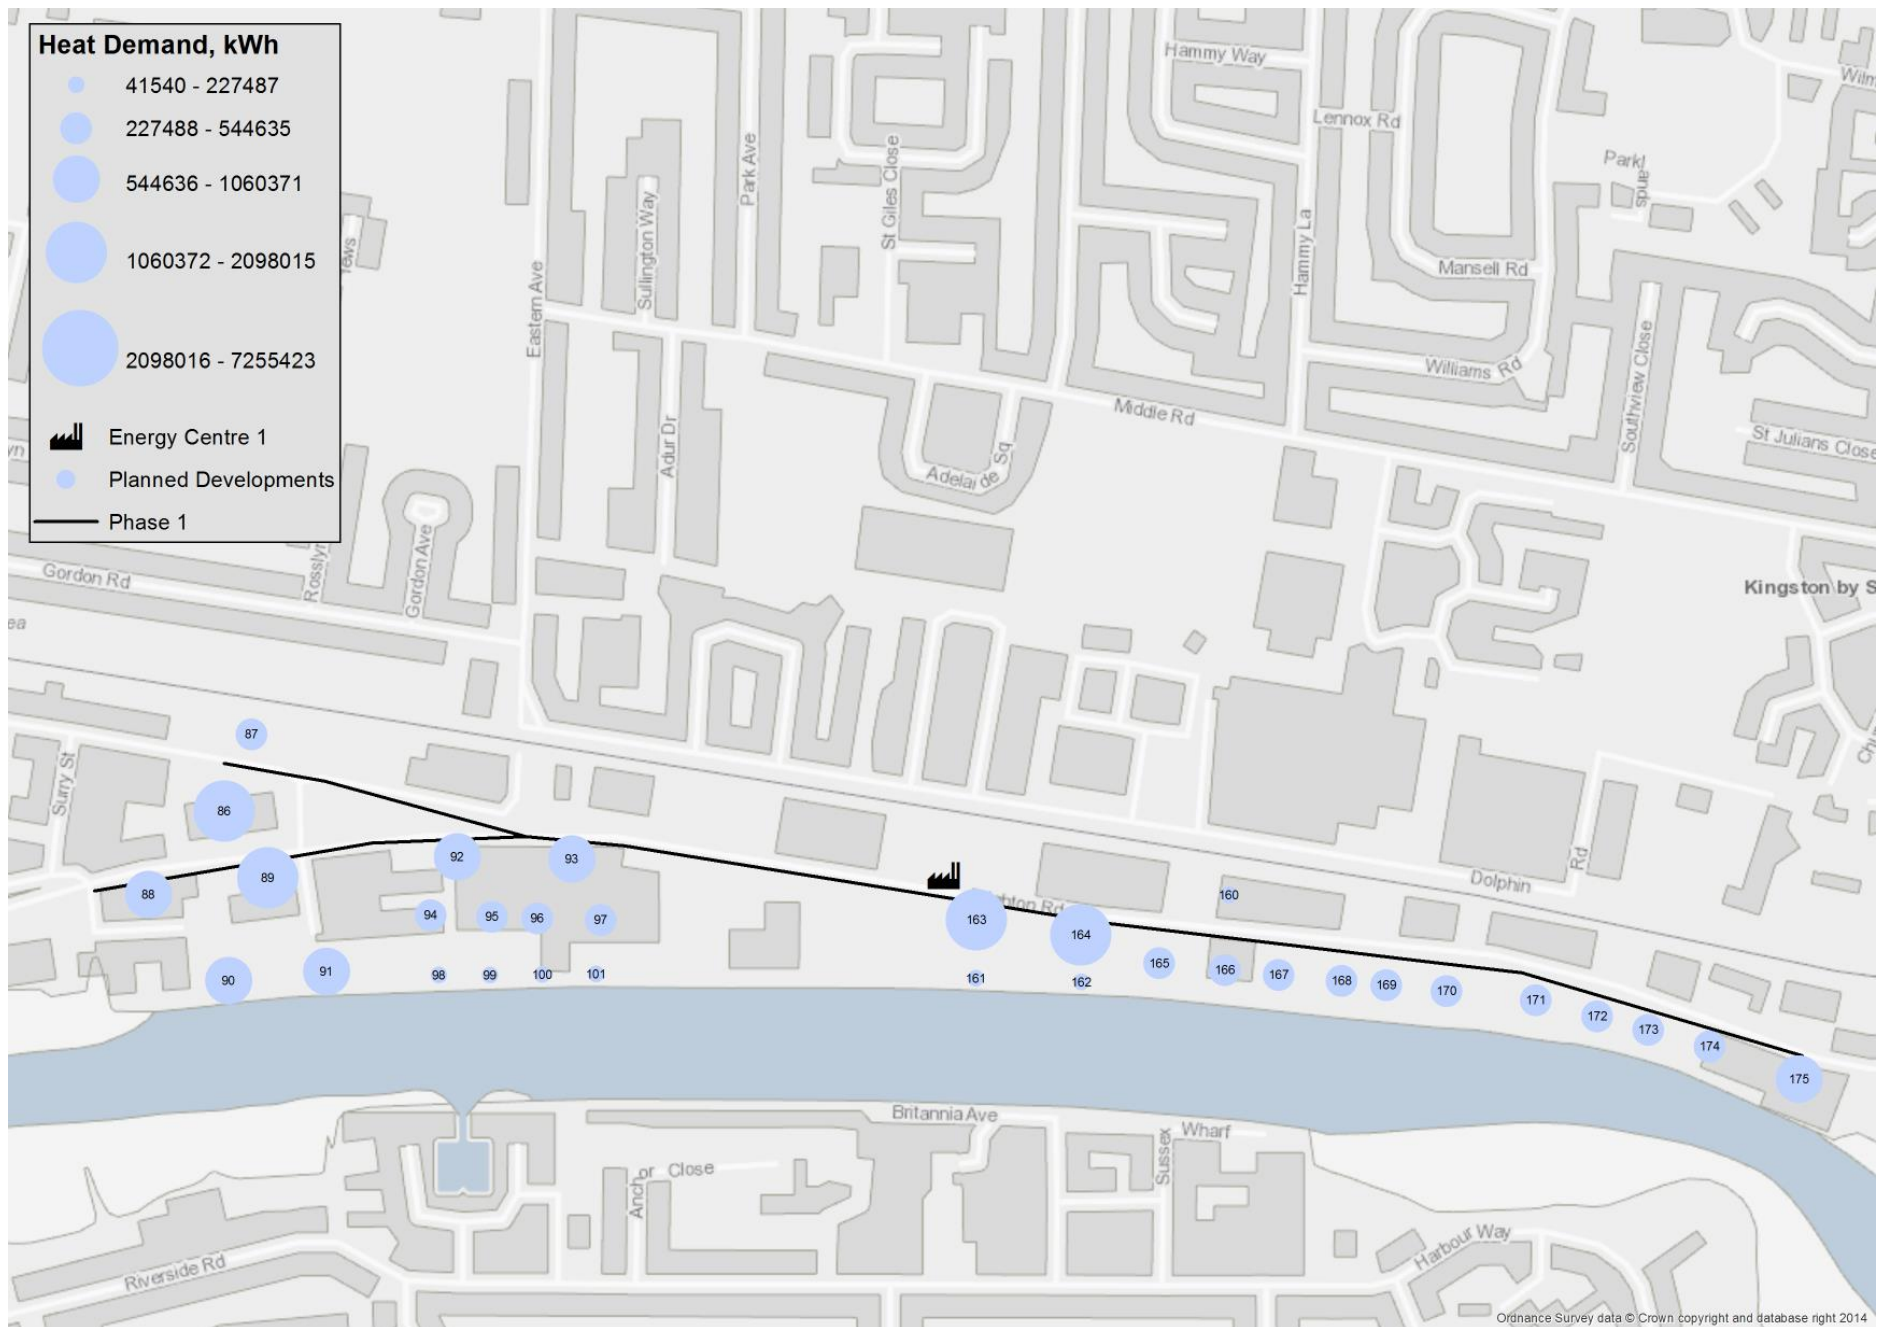 Heat Demand, kWh
41540 - 227487
227488 - 544635
544636 - 1060371
1060372 - 2098015
2098016 - 7255423
Energy Centre 1
Planned Developments
Phase 1
Hammy Way
Lennox Rd
Park Ave
St Giles Close
Sullington Way
Eastern Ave
Hammy La
Mansell Rd
Williams Rd
Southview Close
Middle Rd
St Julians Close
Adur Dr
Adelaide Sq
Gordon Rd
Gordon Ave
Kingston by S
Surry St
Dolphin
Rd
87
86
88
89
92
93
94
95
96
97
90
91
98
99
100
101
163
164
160
161
162
165
166
167
168
169
170
171
172
173
174
175
Britannia Ave
Sussex
Wharf
Anchor Close
Riverside Rd
Harbour Way
Ordnance Survey data © Crown copyright and database right 2014